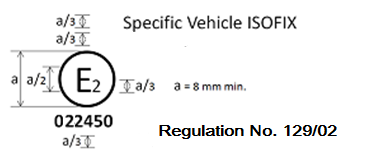 a/3 Specific Vehicle ISOFIX
a/3
a a/2 E2 a/3 a = 8 mm min.
022450
a/3 Regulation No. 129/02